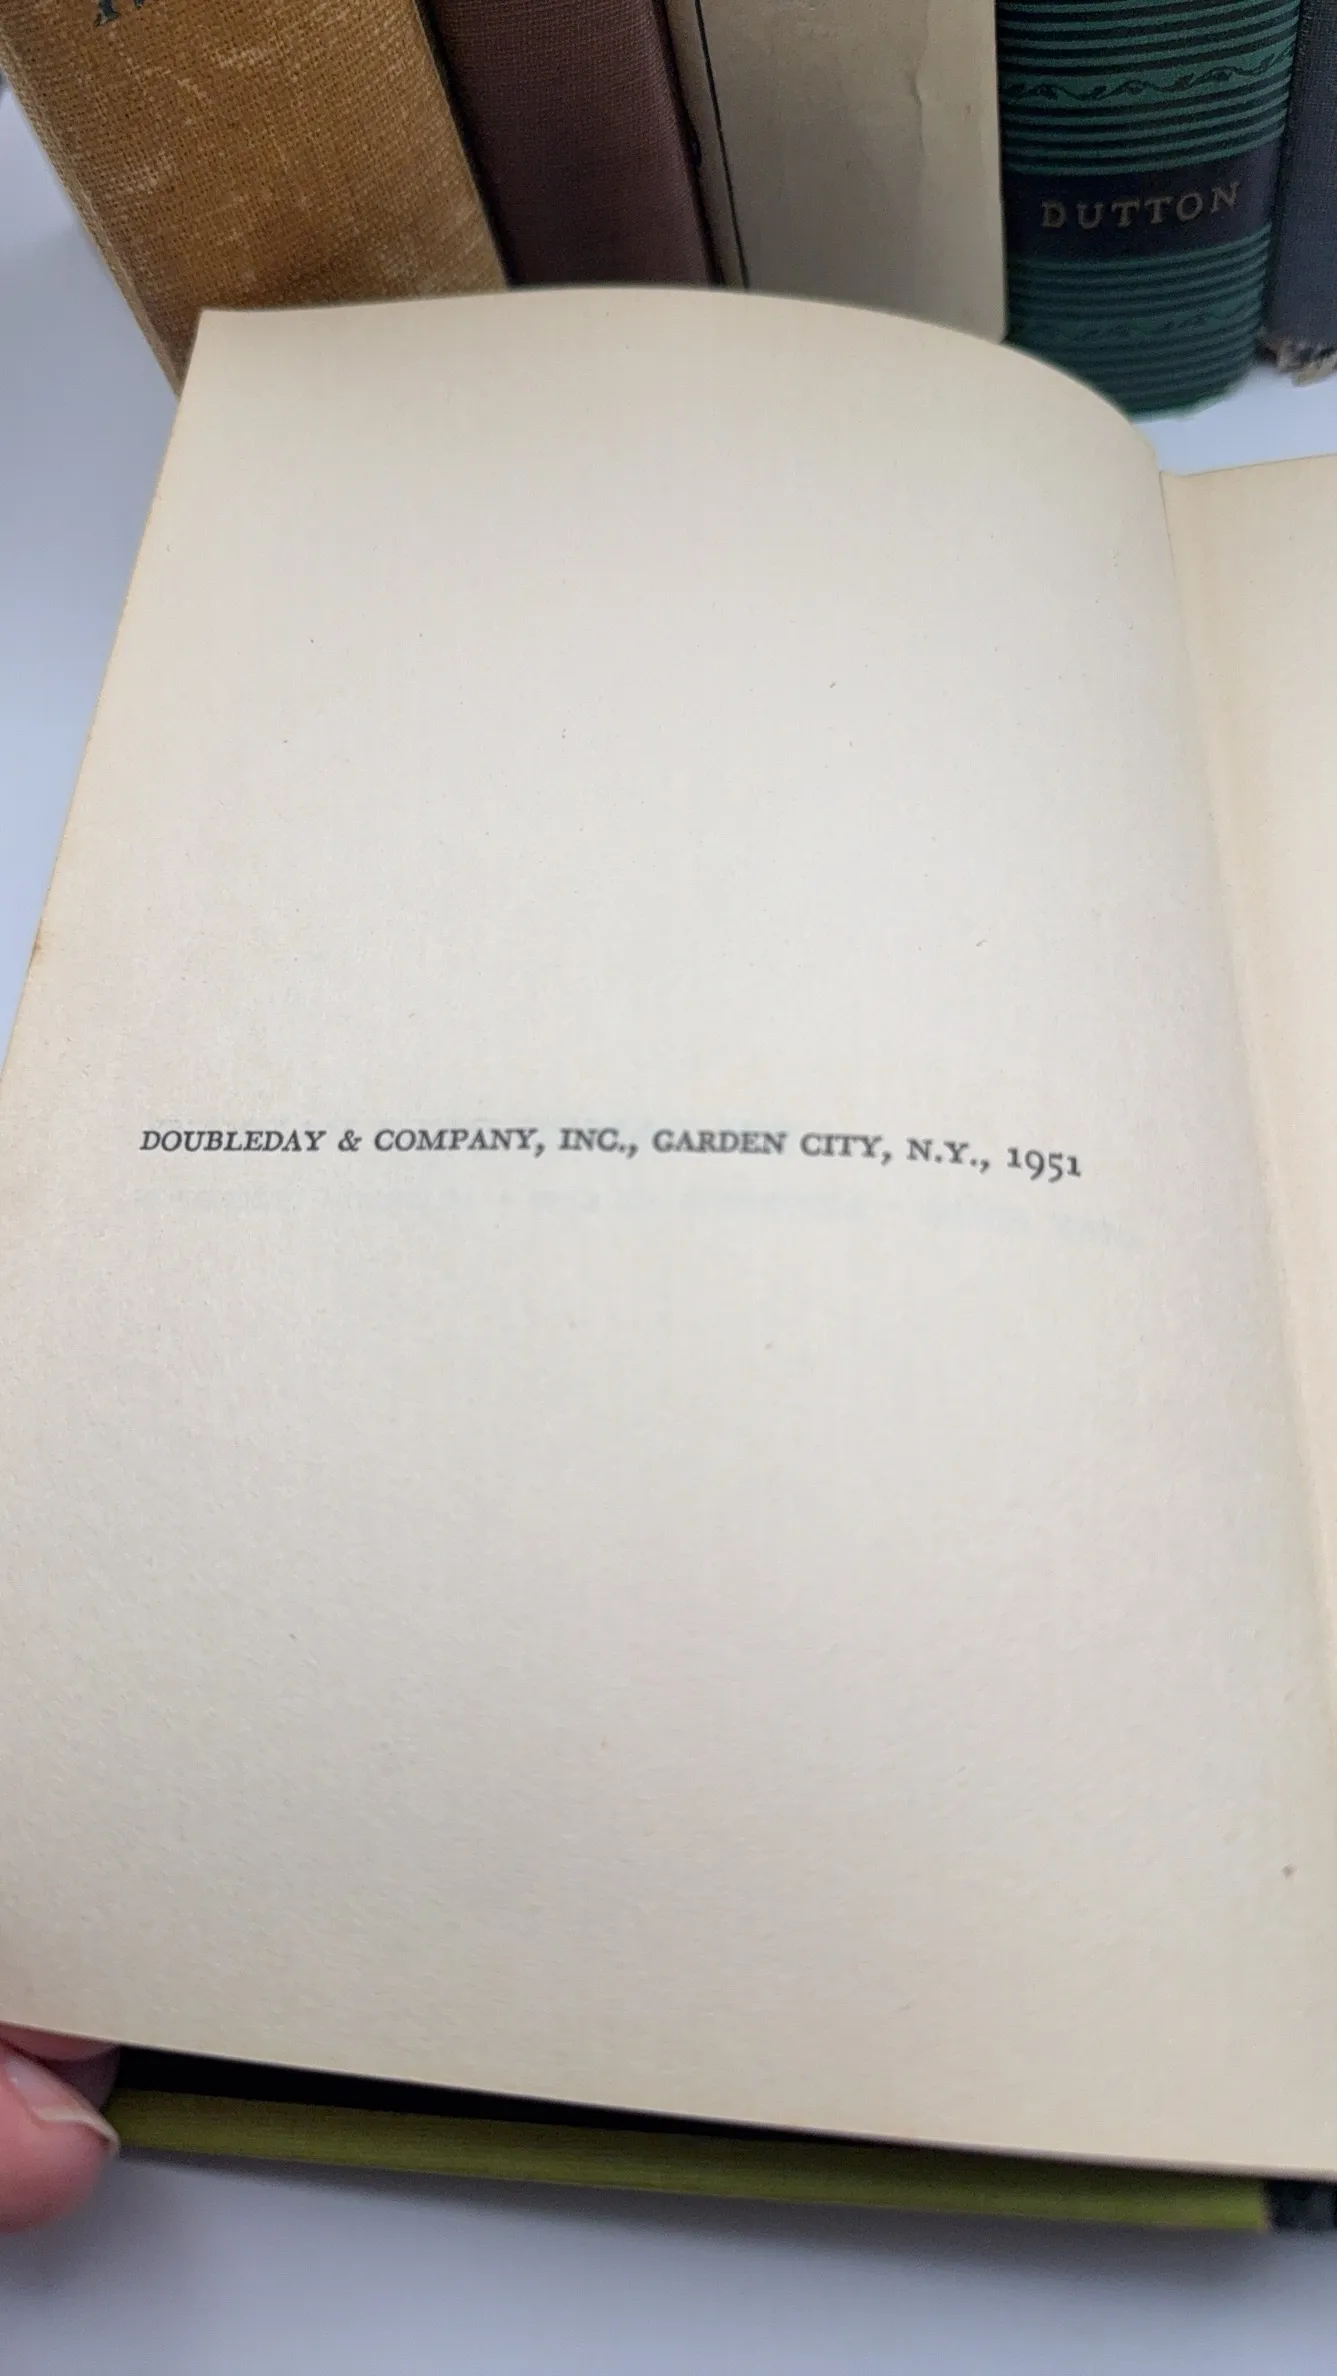 DUTTON
DOUBLEDAY & COMPANY, INC., GARDEN CITY, N.Y., 1951